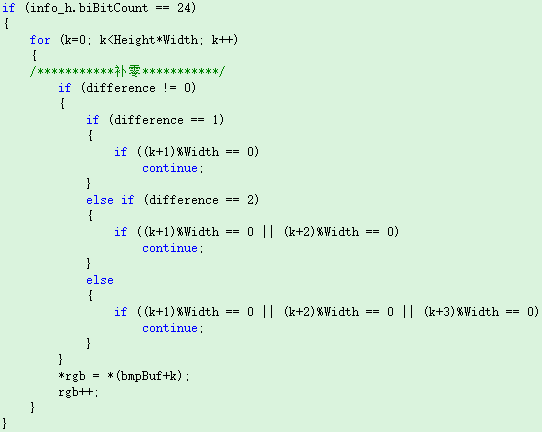 if (info_h.biBitCount == 24)
{
    for (k=0; k<Height*Width; k++)
    {
    /***********补零***********/
        if (difference != 0)
        {
            if (difference == 1)
            {
                if ((k+1)%Width == 0)
                    continue;
            }
            else if (difference == 2)
            {
                if ((k+1)%Width == 0 || (k+2)%Width == 0)
                    continue;
            }
            else
            {
                if ((k+1)%Width == 0 || (k+2)%Width == 0 || (k+3)%Width == 0)
                    continue;
            }
        }
        *rgb = *(bmpBuf+k);
        rgb++;
    }
}